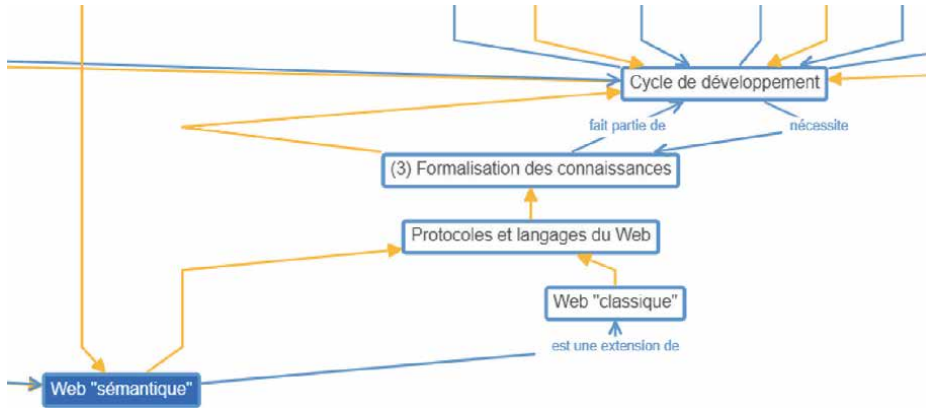 Cycle de développement
fait partie de
nécessite
(3) Formalisation des connaissances
Protocoles et langages du Web
Web "classique"
est une extension de
Web "sémantique"